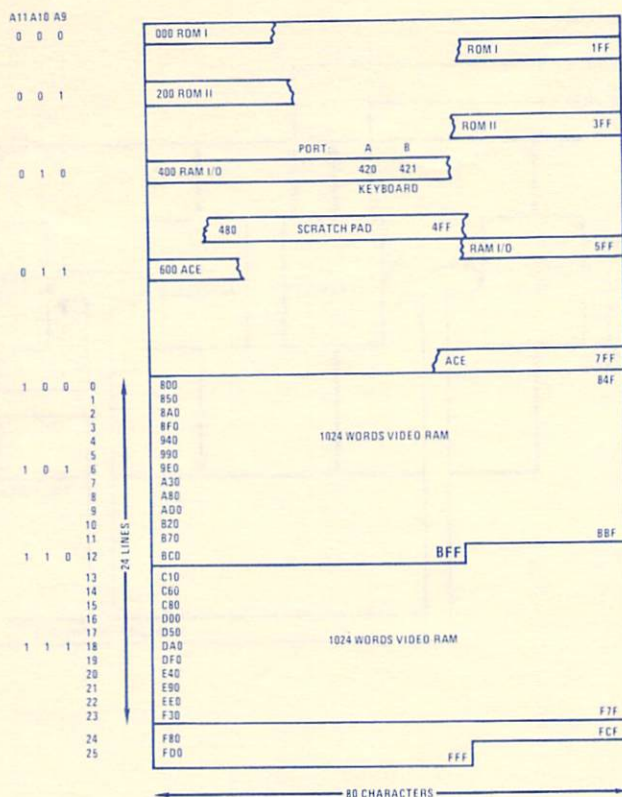 A11 A10 A9
0 0 0 000 ROM I
ROM I 1FF
0 0 1 200 ROM II
ROM II 3FF
PORT: A B
0 1 0 400 RAM I/O 420 421
KEYBOARD
480 SCRATCH PAD 4FF
RAM I/O 5FF
0 1 1 600 ACE
ACE 7FF
1 0 0 0 800 84F
1 850
2 8A0
3 8F0
4 940 1024 WORDS VIDEO RAM
5 990
1 0 1 6 9E0
7 A30
8 A80
9 AD0
10 B20
11 B70 BBF
1 1 0 12 BC0 BFF
24 LINES
13 C10
14 C60
15 C80
16 D00
17 D50
1 1 1 18 DA0 1024 WORDS VIDEO RAM
19 DF0
20 E40
21 E90
22 EE0
23 F30 F7F
24 F80 FCF
25 FD0 FFF
80 CHARACTERS